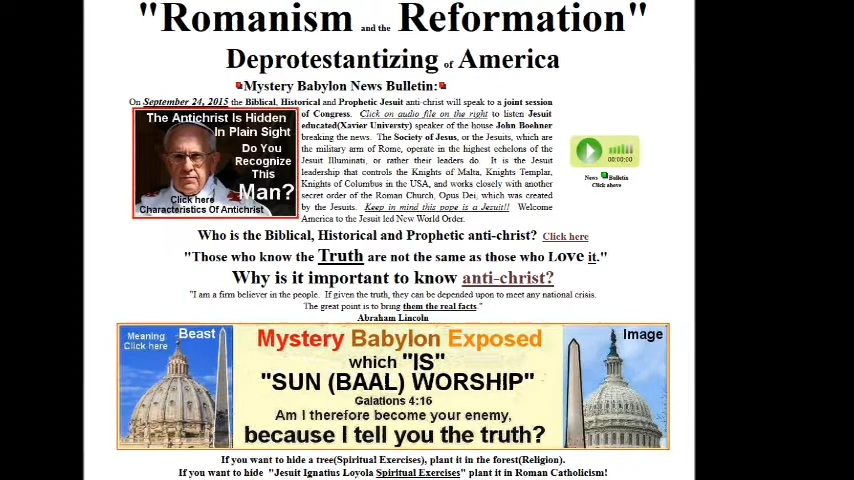 "Romanism and the Reformation"
Deprotestantizing of America
Mystery Babylon News Bulletin:
On September 24, 2015 the Biblical, Historical and Prophetic Jesuit anti-christ will speak to a joint session
of Congress. Click on audio file on the right to listen Jesuit
educated(Xavier Universty) speaker of the house John Boehner
breaking the news. The Society of Jesus, or the Jesuits, which are
the military arm of Rome, operate in the highest echelons of the
Jesuit Illuminati, or rather their leaders do. It is the Jesuit
leadership that controls the Knights of Malta, Knights Templar,
Knights of Columbus in the USA, and works closely with another
secret order of the Roman Church, Opus Dei, which was created
by the Jesuits. Keep in mind this pope is a Jesuit!! Welcome
America to the Jesuit led New World Order.
The Antichrist Is Hidden
In Plain Sight
Do You
Recognize
This
Man?
Click here
Characteristics Of Antichrist
00:00:00
News Bulletin
Click above
Who is the Biblical, Historical and Prophetic anti-christ? Click here
"Those who know the Truth are not the same as those who Love it."
Why is it important to know anti-christ?
"I am a firm believer in the people. If given the truth, they can be depended upon to meet any national crisis.
The great point is to bring them the real facts."
Abraham Lincoln
Meaning
Click here
Beast
Mystery Babylon Exposed
which "IS"
"SUN (BAAL) WORSHIP"
Galations 4:16
Am I therefore become your enemy,
because I tell you the truth?
Image
If you want to hide a tree(Spiritual Exercises), plant it in the forest(Religion).
If you want to hide "Jesuit Ignatius Loyola Spiritual Exercises" plant it in Roman Catholicism!